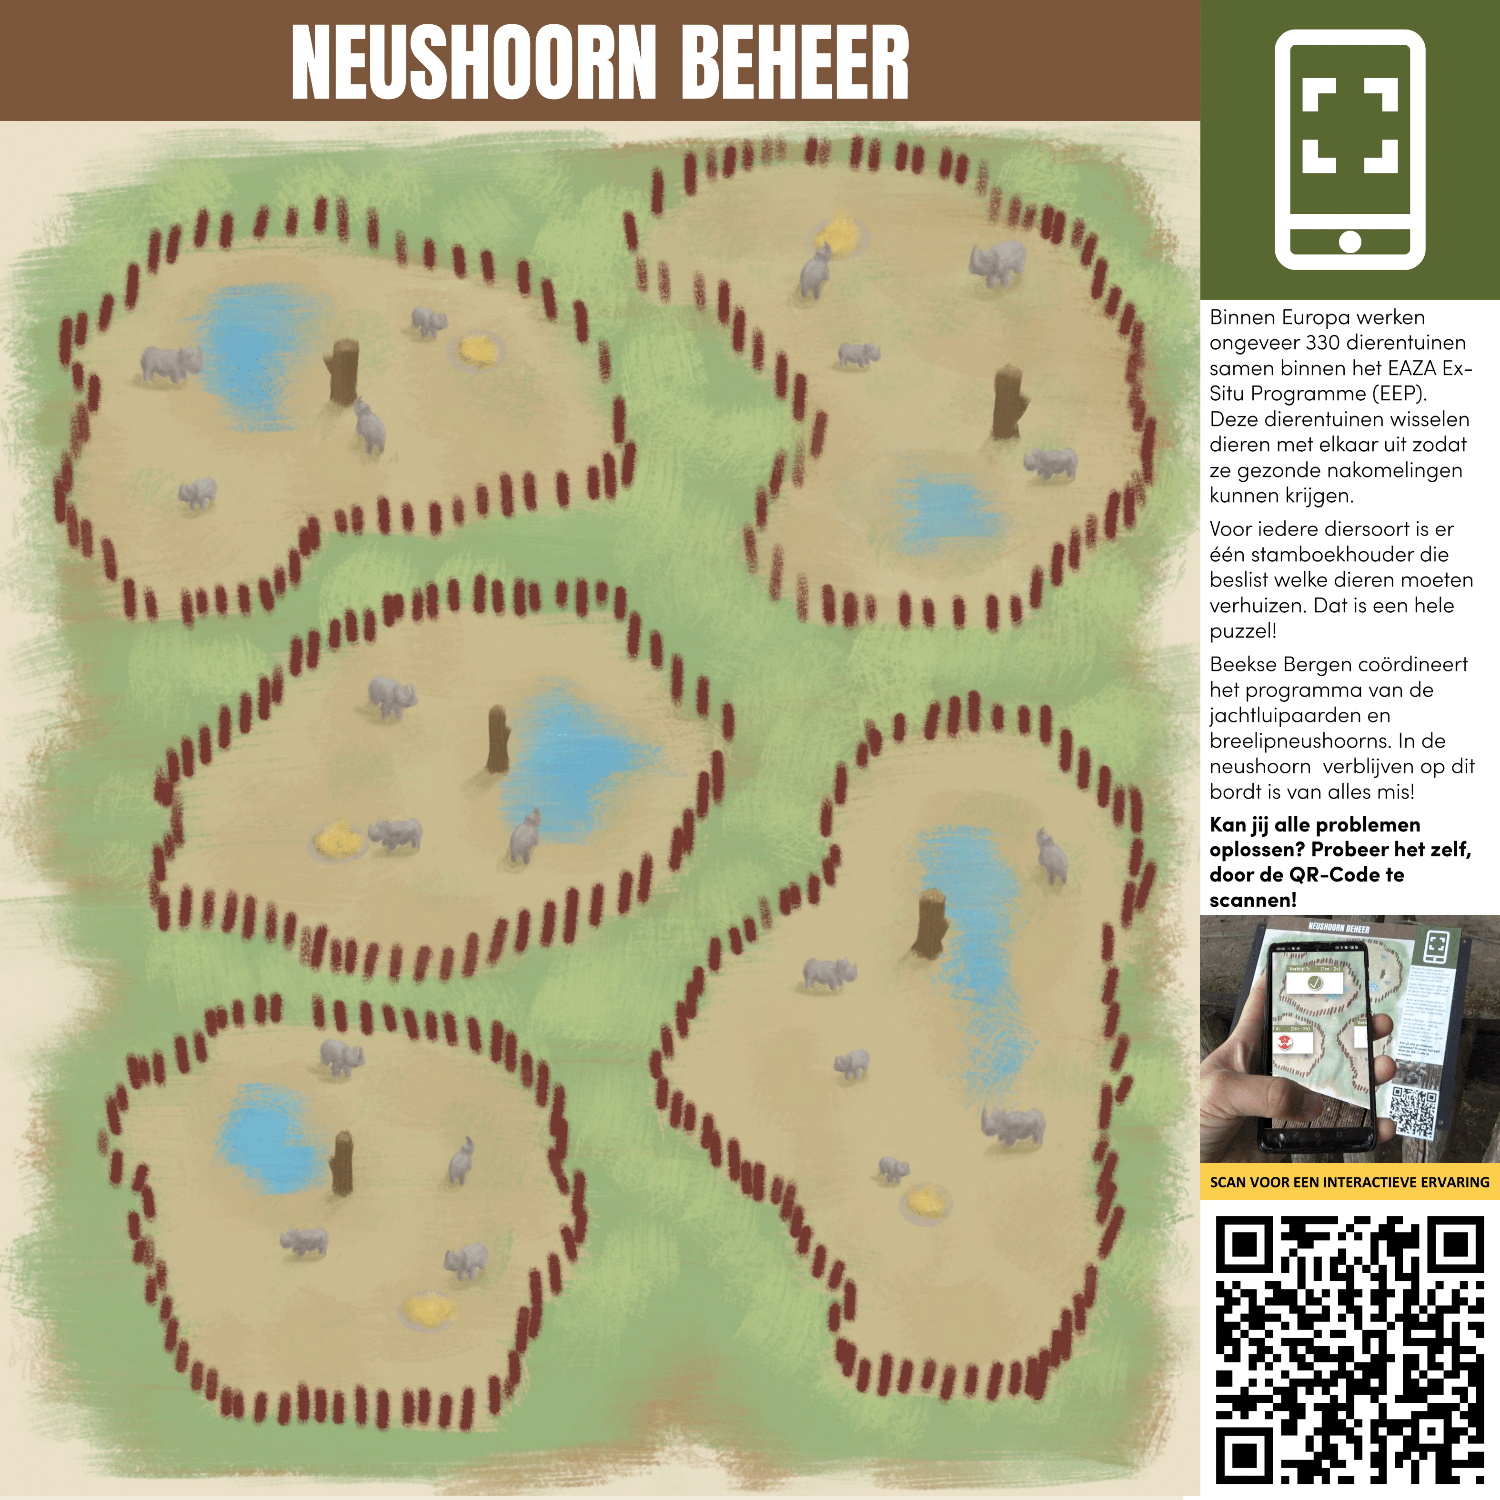 NEUSHOORN BEHEER
Binnen Europa werken
ongeveer 330 dierentuinen
samen binnen het EAZA Ex-
Situ Programme (EEP).
Deze dierentuinen wisselen
dieren met elkaar uit zodat
ze gezonde nakomelingen
kunnen krijgen.
Voor iedere diersoort is er
één stamboekhouder die
beslist welke dieren moeten
verhuizen. Dat is een hele
puzzel!
Beekse Bergen coördineert
het programma van de
jachtluipaarden en
breelipneushoorns. In de
neushoorn verblijven op dit
bordt is van alles mis!
Kan jij alle problemen
oplossen? Probeer het zelf,
door de QR-Code te
scannen!
NEUSHOORN BEHEER
SCAN VOOR EEN INTERACTIEVE ERVARING